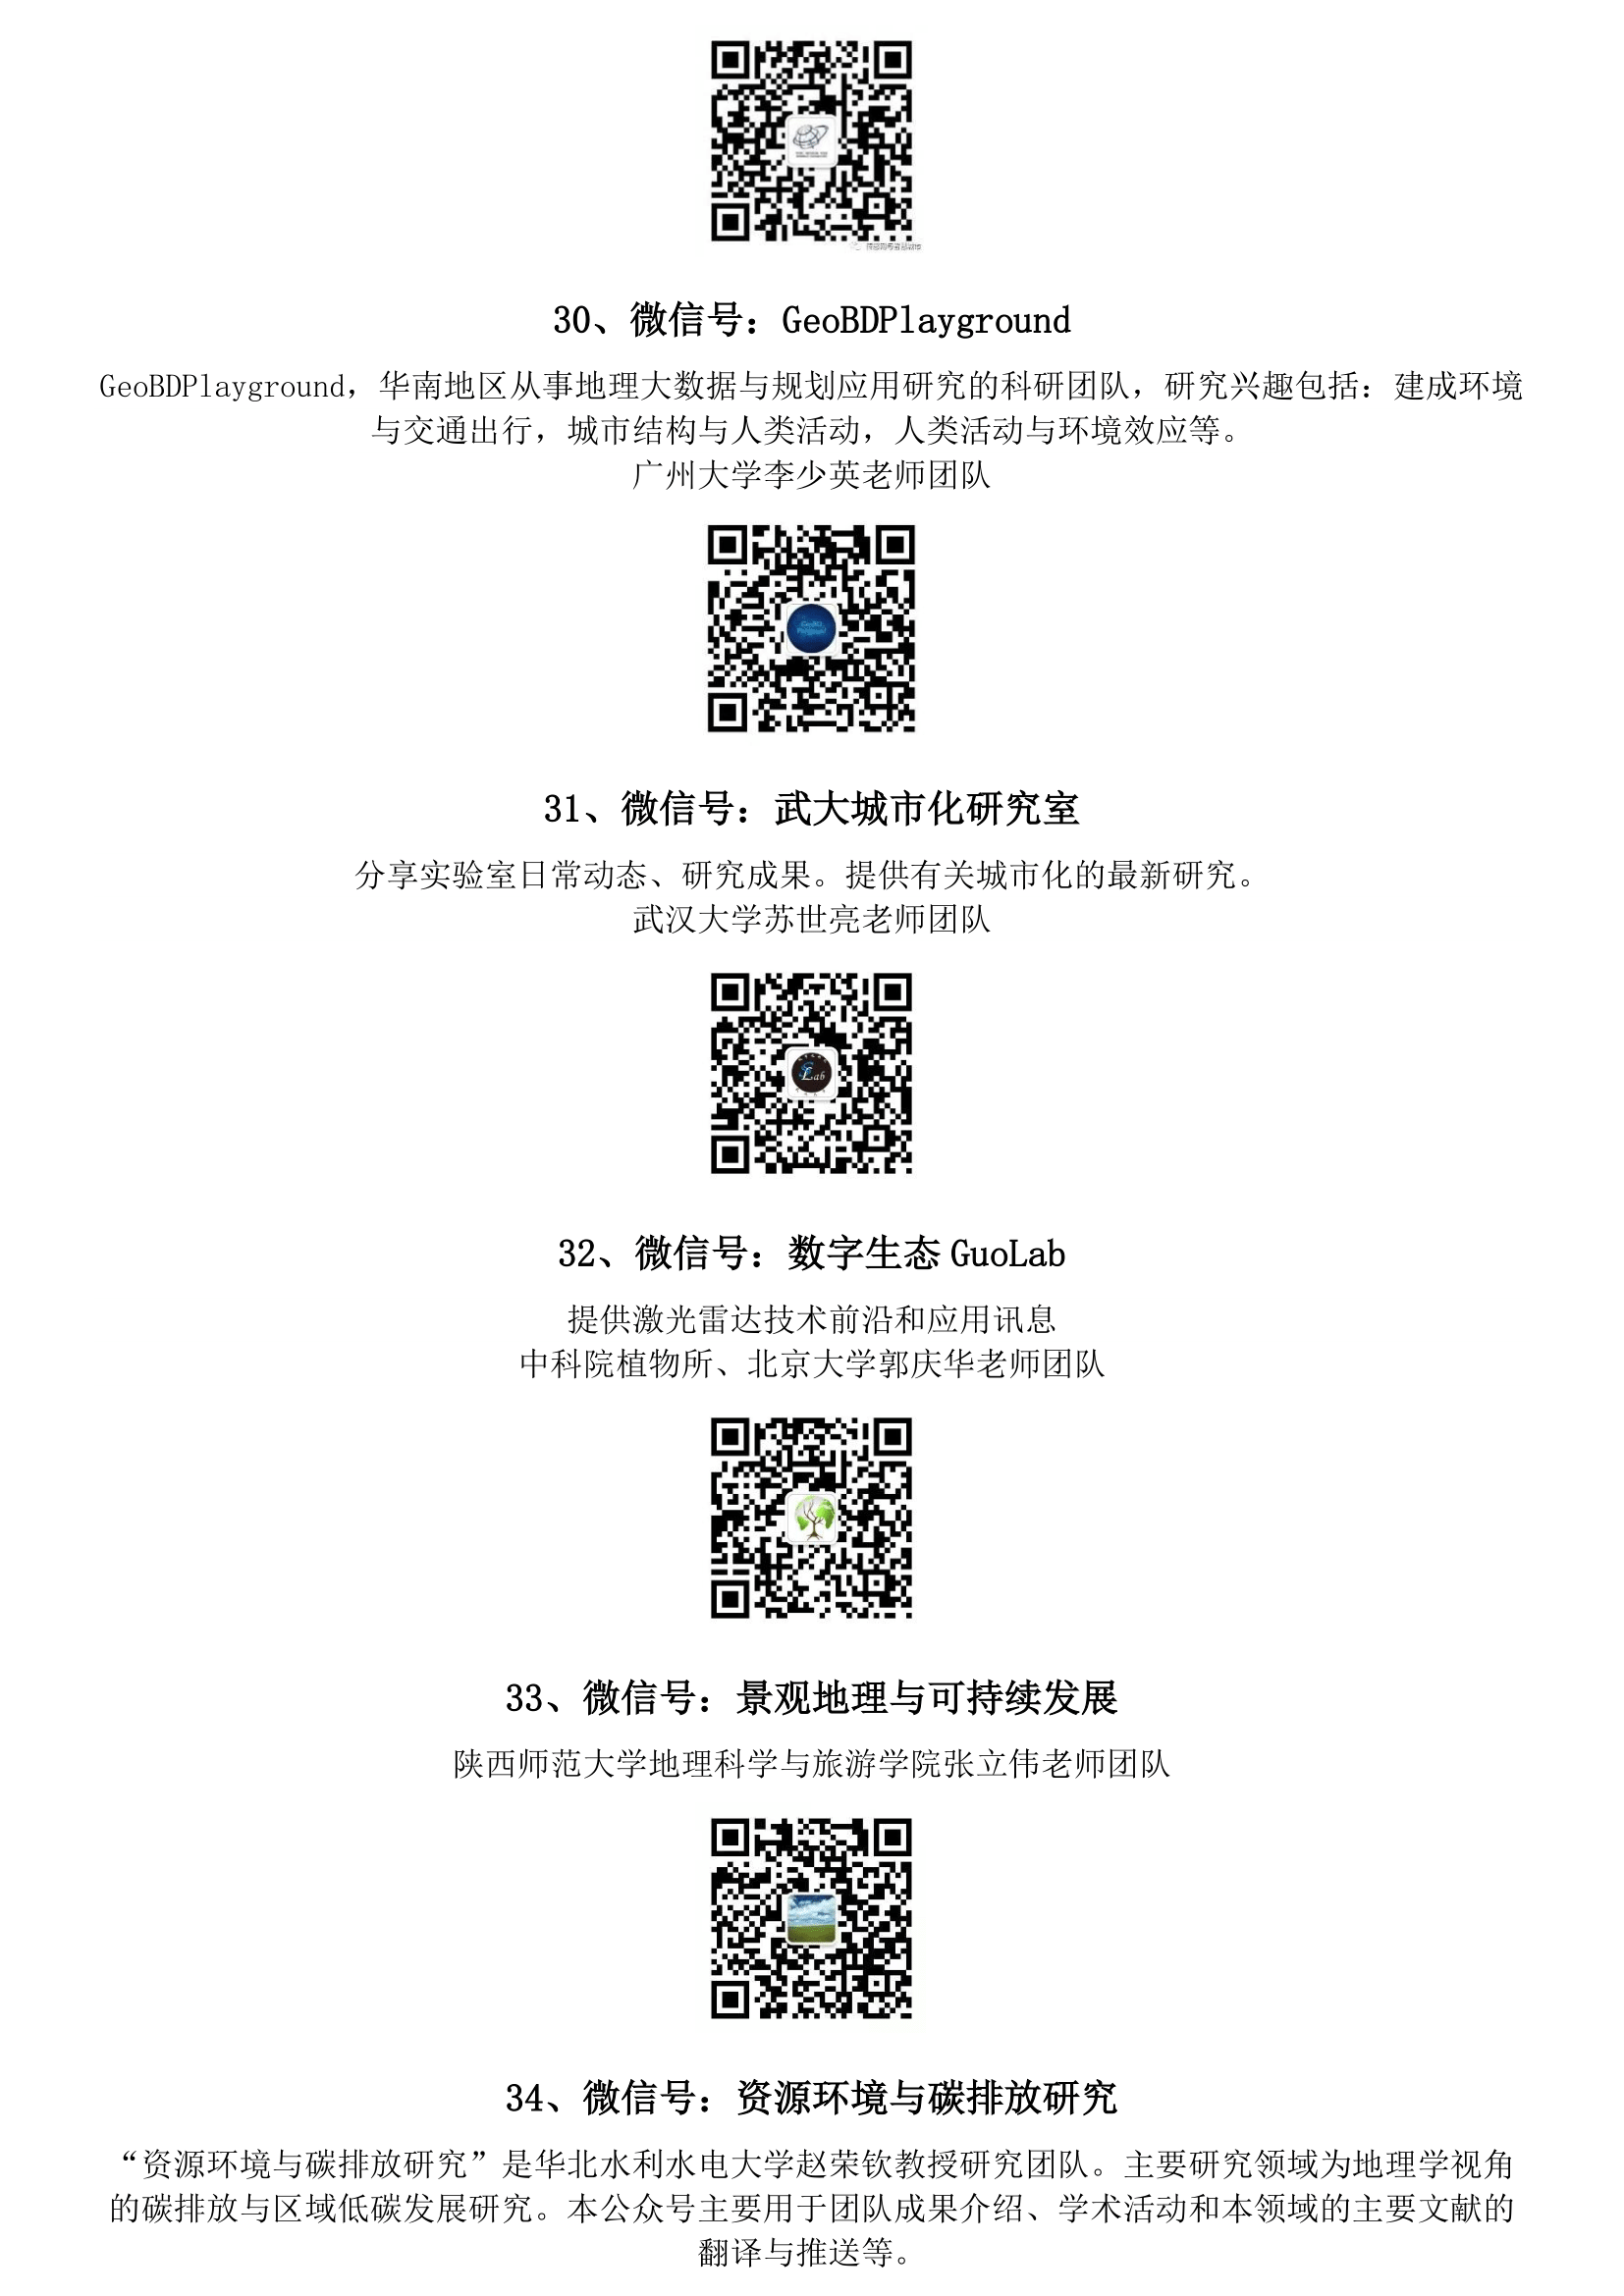 30、微信号：GeoBDPlayground
GeoBDPlayground，华南地区从事地理大数据与规划应用研究的科研团队，研究兴趣包括：建成环境
与交通出行，城市结构与人类活动，人类活动与环境效应等。
广州大学李少英老师团队
31、微信号：武大城市化研究室
分享实验室日常动态、研究成果。提供有关城市化的最新研究。
武汉大学苏世亮老师团队
Lab
32、微信号：数字生态 GuoLab
提供激光雷达技术前沿和应用讯息
中科院植物所、北京大学郭庆华老师团队
33、微信号：景观地理与可持续发展
陕西师范大学地理科学与旅游学院张立伟老师团队
34、微信号：资源环境与碳排放研究
“资源环境与碳排放研究”是华北水利水电大学赵荣钦教授研究团队。主要研究领域为地理学视角
的碳排放与区域低碳发展研究。本公众号主要用于团队成果介绍、学术活动和本领域的主要文献的
翻译与推送等。